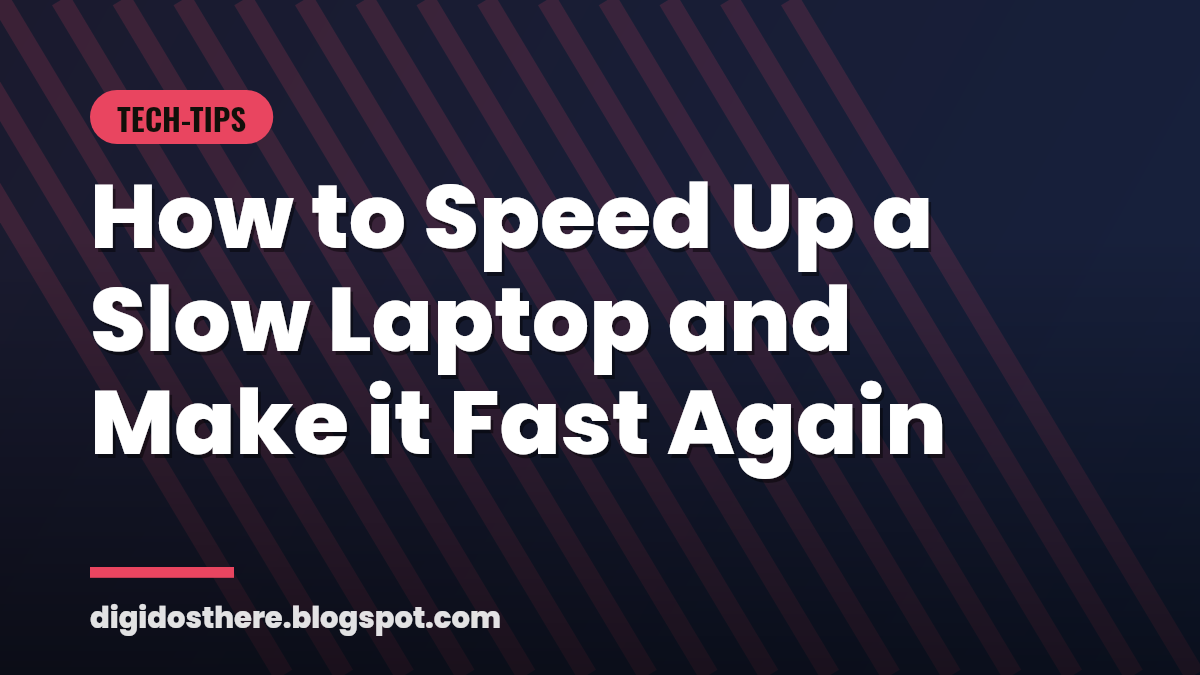 TECH-TIPS
How to Speed Up a
Slow Laptop and
Make it Fast Again
digidosthere.blogspot.com